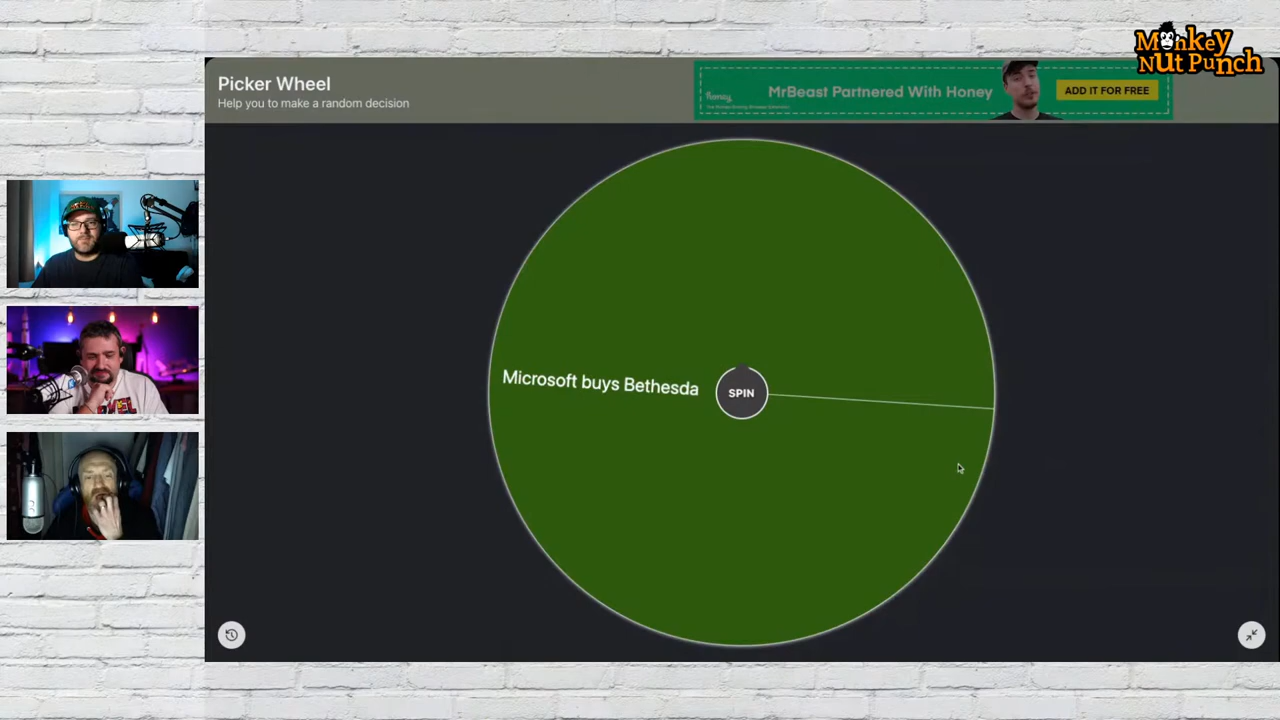 Monkey
Nut Punch
Picker Wheel
Help you to make a random decision
honey
MrBeast Partnered With Honey
ADD IT FOR FREE
Microsoft buys Bethesda
SPIN